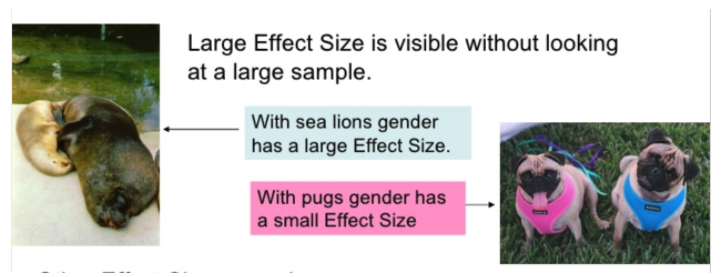 Large Effect Size is visible without looking
at a large sample.
With sea lions gender
has a large Effect Size.
With pugs gender has
a small Effect Size